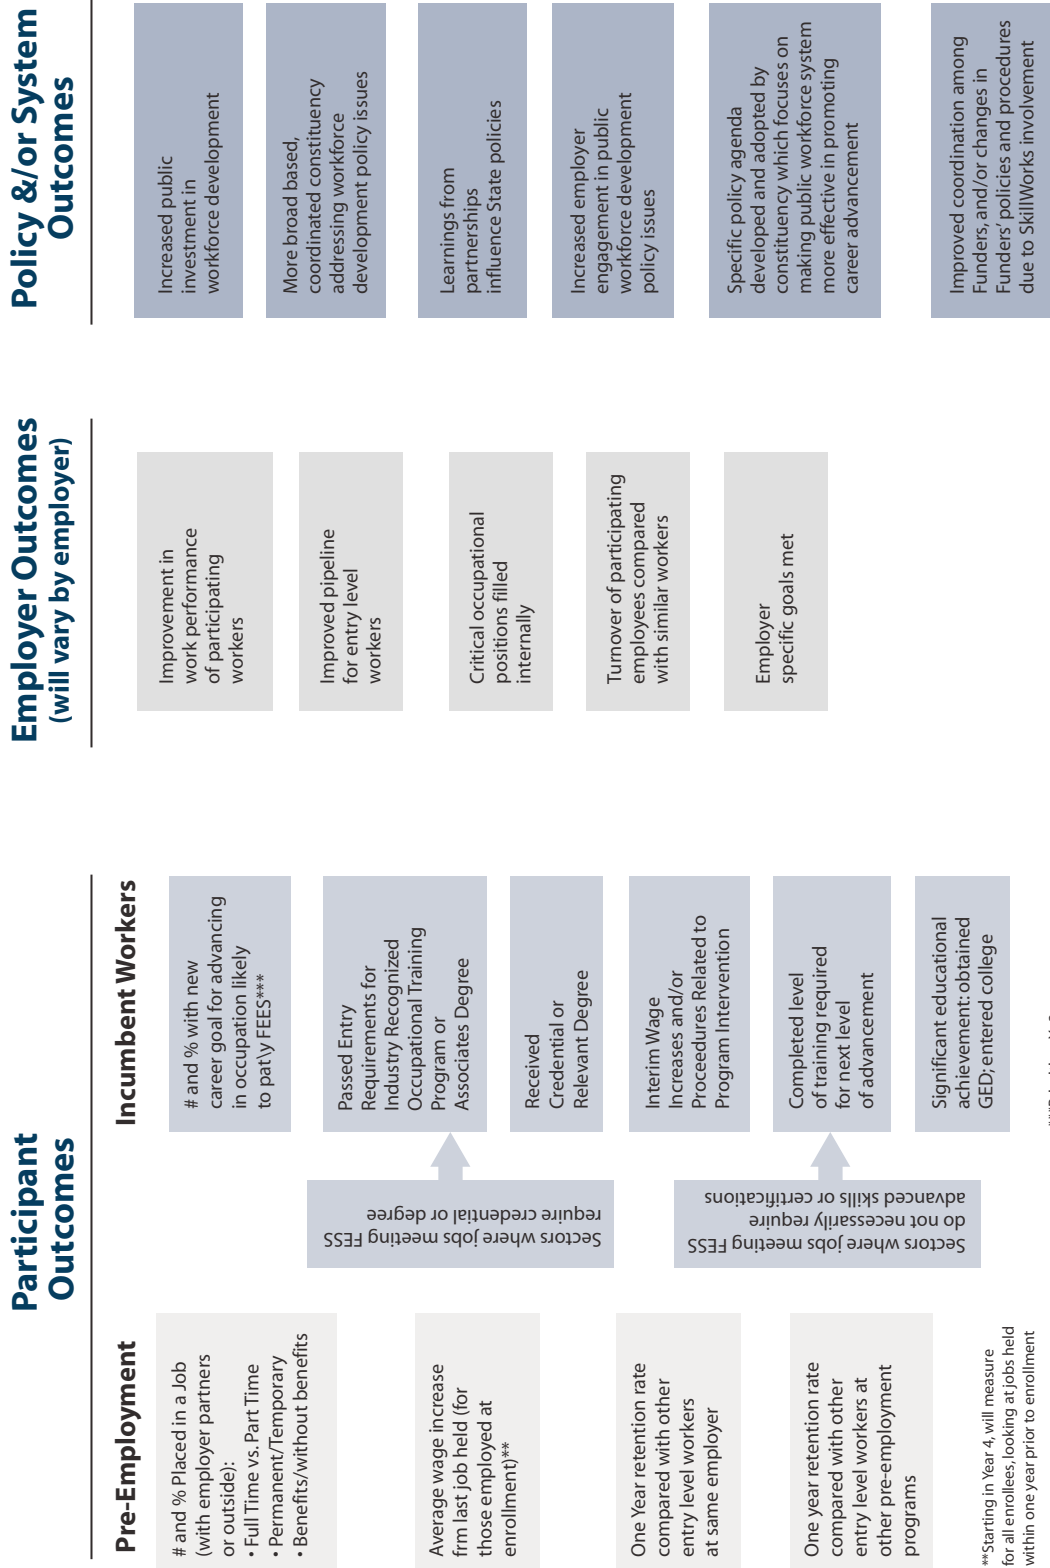 Participant
Outcomes
Pre-Employment
# and % Placed in a Job
(with employer partners
or outside):
• Full Time vs. Part Time
• Permanent/Temporary
• Benefits/without benefits
Average wage increase
frm last job held (for
those employed at
enrollment)**
One Year retention rate
compared with other
entry level workers
at same employer
One year retention rate
compared with other
entry level workers at
other pre-employment
programs
**Starting in Year 4, will measure
for all enrollees, looking at jobs held
within one year prior to enrollment
Sectors where jobs meeting FESS
require credential or degree
Sectors where jobs meeting FESS
do not necessarily require
advanced skills or certifications
Incumbent Workers
# and % with new
career goal for advancing
in occupation likely
to pat\y FEES***
Passed Entry
Requirements for
Industry Recognized
Occupational Training
Program or
Associates Degree
Received
Credential or
Relevant Degree
Interim Wage
Increases and/or
Proceedures Related to
Program Intervention
Completed level
of training required
for next level
of advancement
Significant educational
achievement: obtained
GED; entered college
Employer Outcomes
(will vary by employer)
Improvement in
work performance
of participating
workers
Improved pipeline
for entry level
workers
Critical occupational
positions filled
internally
Turnover of participating
employees compared
with similar workers
Employer
specific goals met
Policy &/or System
Outcomes
Increased public
investment in
workforce development
More broad based,
coordinated constituency
addressing workforce
development policy issues
Learnings from
partnerships
influence State policies
Increased employer
engagement in public
workforce development
policy issues
Specific policy agenda
developed and adopted by
constituency which focuses on
making public workforce system
more effective in promoting
career advancement
Improved coordination among
Funders, and/or changes in
Funders' policies and procedures
due to SkillWorks involvement